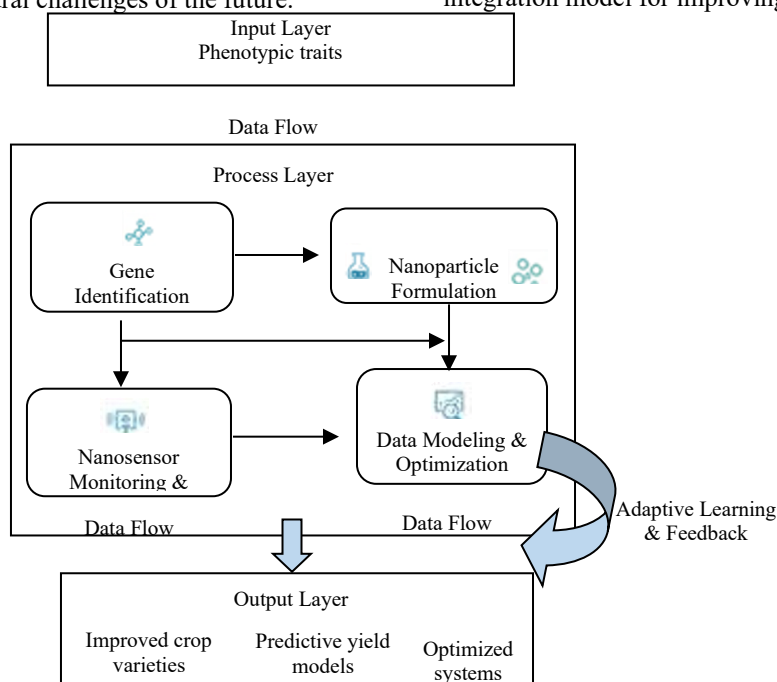 challenges of the future.
integration model for improving
Input Layer
Phenotypic traits
Data Flow
Process Layer
Gene
Identification
Nanoparticle
Formulation
Nanosensor
Monitoring &
Data Modeling &
Optimization
Adaptive Learning
& Feedback
Data Flow
Data Flow
Output Layer
Improved crop
varieties
Predictive yield
models
Optimized
systems